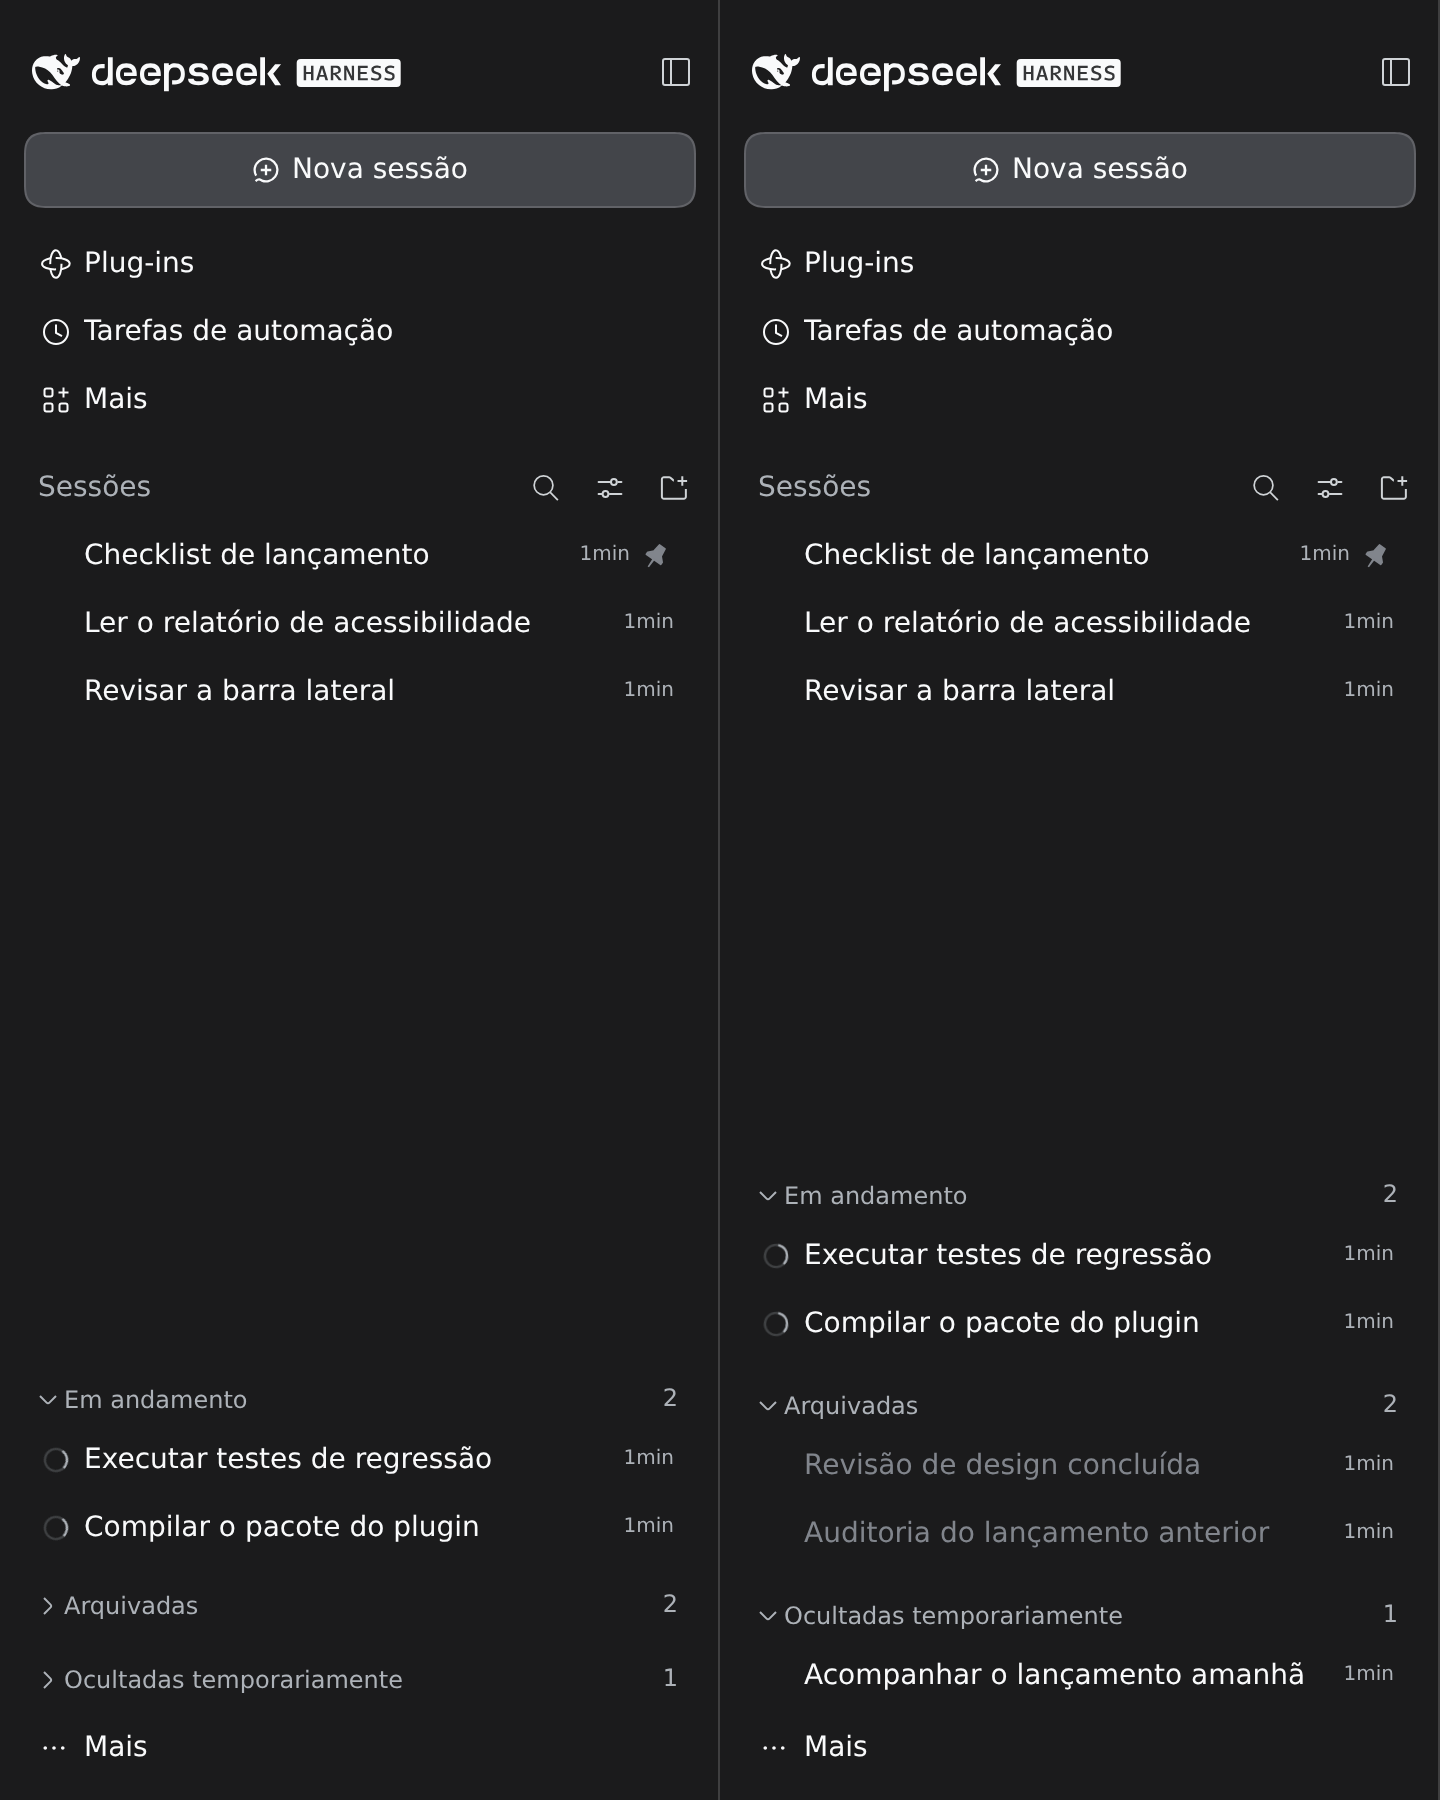 deepseek HARNESS
Nova sessão
Plug-ins
Tarefas de automação
Mais
Sessões
Checklist de lançamento 1min
Ler o relatório de acessibilidade 1min
Revisar a barra lateral 1min
Em andamento 2
Executar testes de regressão 1min
Compilar o pacote do plugin 1min
Arquivadas 2
Ocultadas temporariamente 1
Mais
deepseek HARNESS
Nova sessão
Plug-ins
Tarefas de automação
Mais
Sessões
Checklist de lançamento 1min
Ler o relatório de acessibilidade 1min
Revisar a barra lateral 1min
Em andamento 2
Executar testes de regressão 1min
Compilar o pacote do plugin 1min
Arquivadas 2
Revisão de design concluída 1min
Auditoria do lançamento anterior 1min
Ocultadas temporariamente 1
Acompanhar o lançamento amanhã 1min
Mais